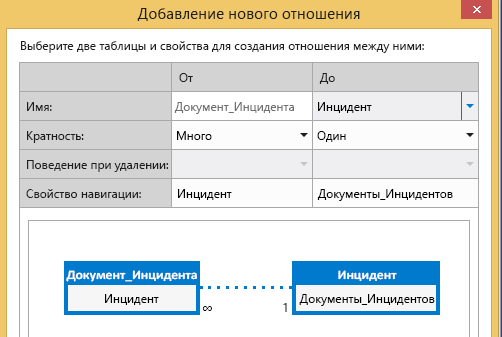 Добавление нового отношения
Выберите две таблицы и свойства для создания отношения между ними:
От До
Имя: Документ_Инцидента Инцидент
Кратность: Много Один
Поведение при удалении:
Свойство навигации: Инцидент Документы_Инцидентов
Документ_Инцидента Инцидент
Инцидент Документы_Инцидентов
∞ 1